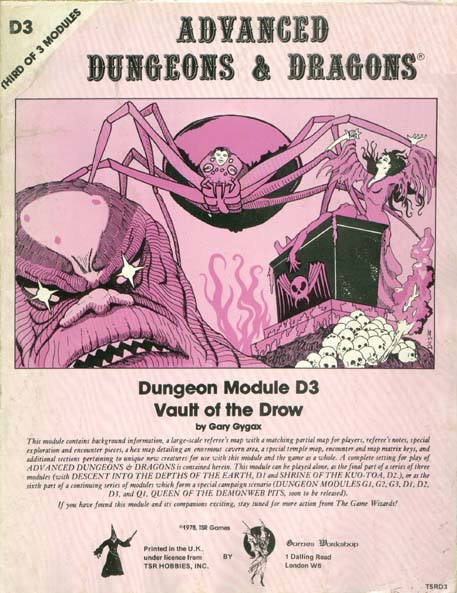 D3
THIRD OF 3 MODULES
ADVANCED
DUNGEONS & DRAGONS®
Dungeon Module D3
Vault of the Drow
by Gary Gygax
This module contains background information, a large-scale referee's map with a matching partial map for players, referee's notes, special
exploration and encounter pieces, a hex map detailing an enormous cavern area, a special temple map, encounter and map matrix keys, and
additional sections pertaining to unique new creatures for use with this module and the game as a whole. A complete setting for play of
ADVANCED DUNGEONS & DRAGONS is contained herein. This module can be played alone, as the final part of a series of three
modules (with DESCENT INTO THE DEPTHS OF THE EARTH, D1 and SHRINE OF THE KUO-TOA, D2.), or as the
sixth part of a continuing series of modules which form a special campaign scenario (DUNGEON MODULES G1, G2, G3, D1, D2,
D3, and Q1, QUEEN OF THE DEMONWEB PITS, soon to be released).
If you have found this module and its companions exciting, stay tuned for more action from The Game Wizards!
©1978, TSR Games
Printed in the U.K.
under licence from
TSR HOBBIES, INC.
BY
Games Workshop
1 Dalling Road
London W6
TSRD3